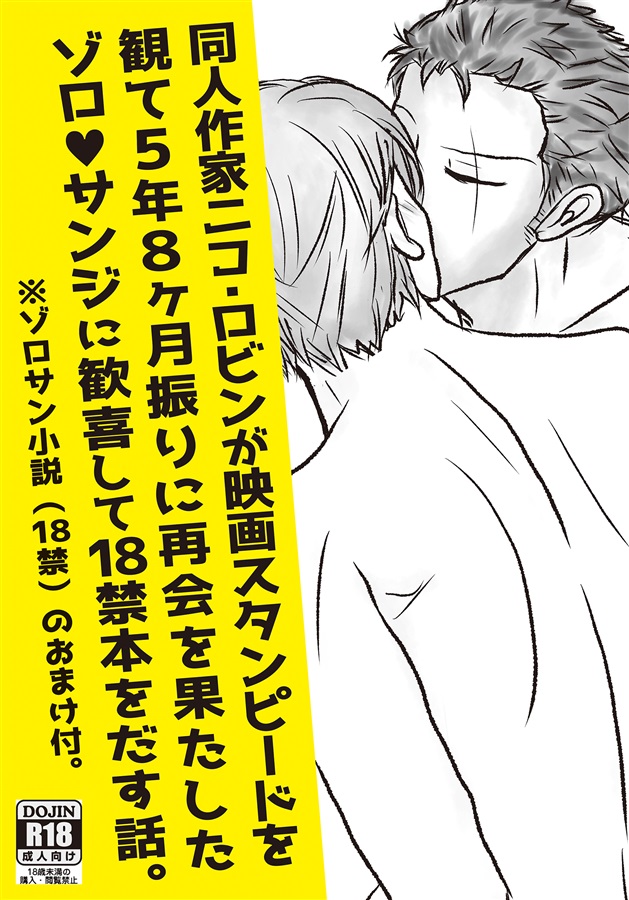 同人作家ニコ・ロビンが映画スタンピードを
観て5年8ヶ月振りに再会を果たした
ゾロ♥サンジに歓喜して18禁本をだす話。
※ゾロサン小説（18禁）のおまけ付。
DOJIN
R18
成人向け
18歳未満の
購入・閲覧禁止